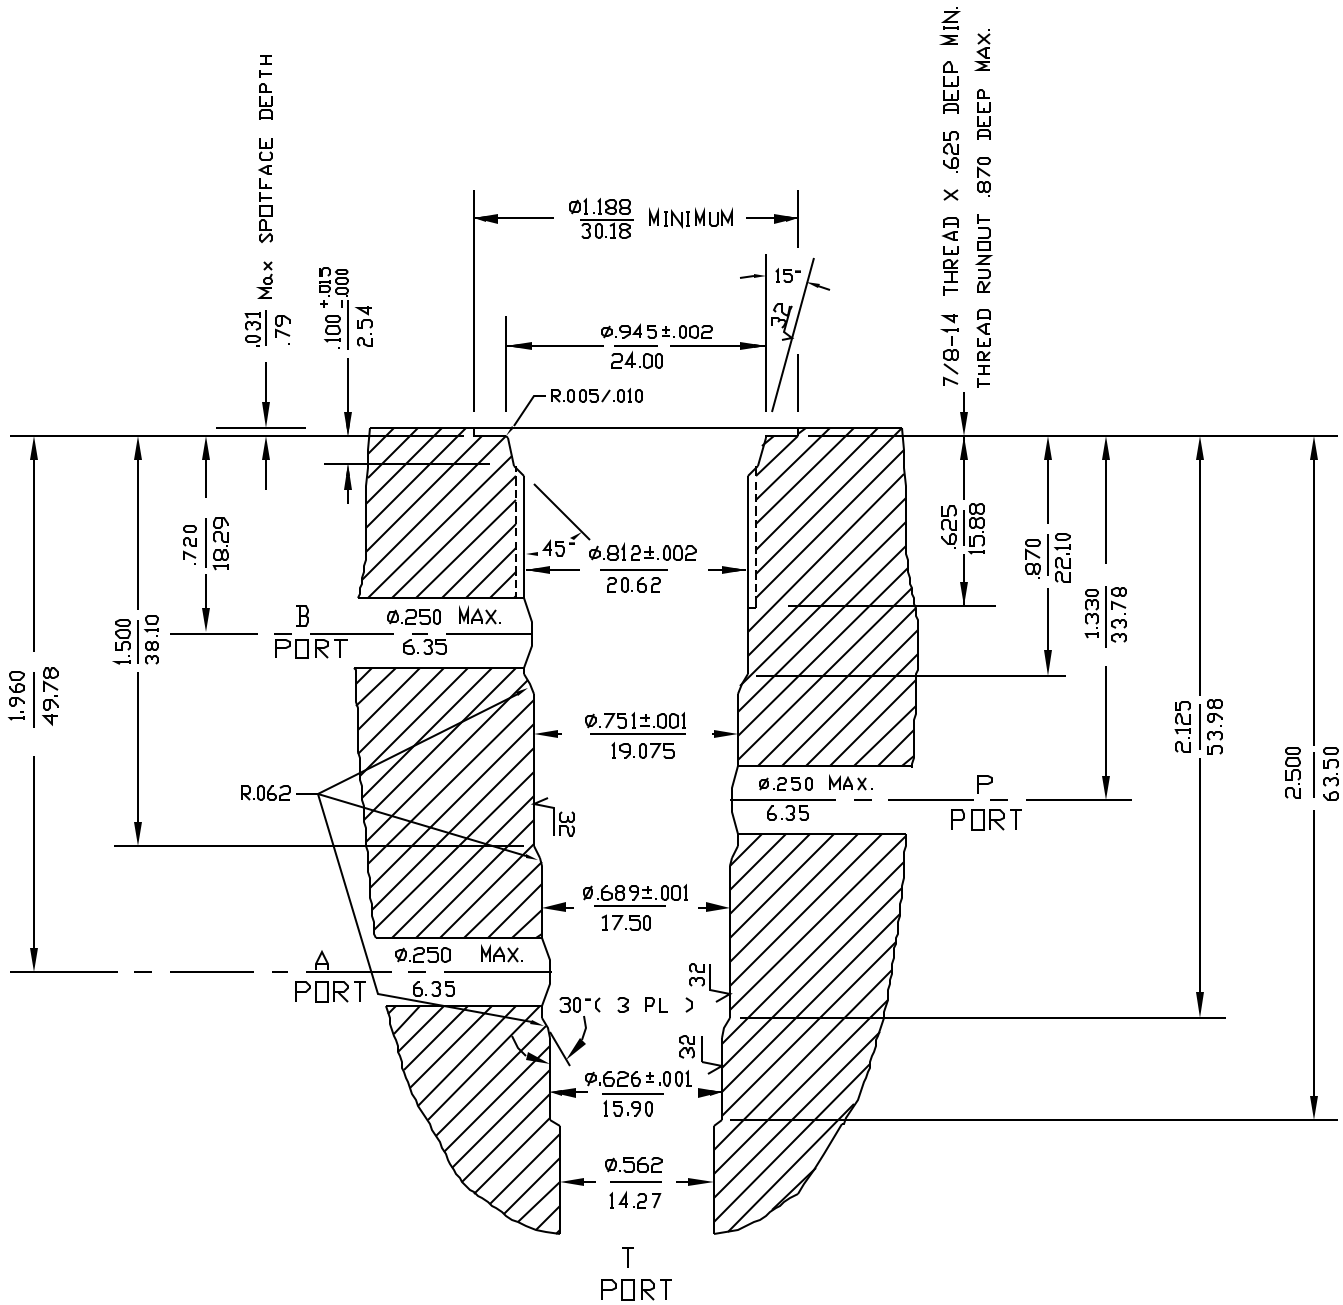 .031 Max SPOTFACE DEPTH
.79
.100 +.015
-.000
2.54
Ø1.188 MINIMUM
30.18
15°
32
Ø.945±.002
24.00
R.005/.010
7/8-14 THREAD X .625 DEEP MIN.
THREAD RUNOUT .870 DEEP MAX.
1.960
49.78
1.500
38.10
.720
18.29
45°
Ø.812±.002
20.62
.625
15.88
.870
22.10
1.330
33.78
2.125
53.98
2.500
63.50
B
PORT
Ø.250 MAX.
6.35
Ø.751±.001
19.075
R.062
32
Ø.250 MAX.
6.35
P
PORT
Ø.689±.001
17.50
A
PORT
Ø.250 MAX.
6.35
32
30°( 3 PL )
32
Ø.626±.001
15.90
Ø.562
14.27
T
PORT